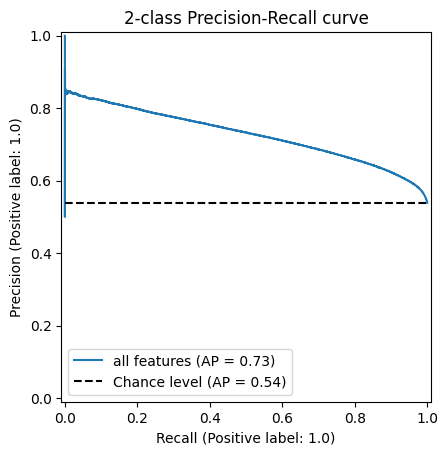 2-class Precision-Recall curve
1.0
0.8
0.6
0.4
0.2
0.0
Precision (Positive label: 1.0)
all features (AP = 0.73)
Chance level (AP = 0.54)
0.0 0.2 0.4 0.6 0.8 1.0
Recall (Positive label: 1.0)